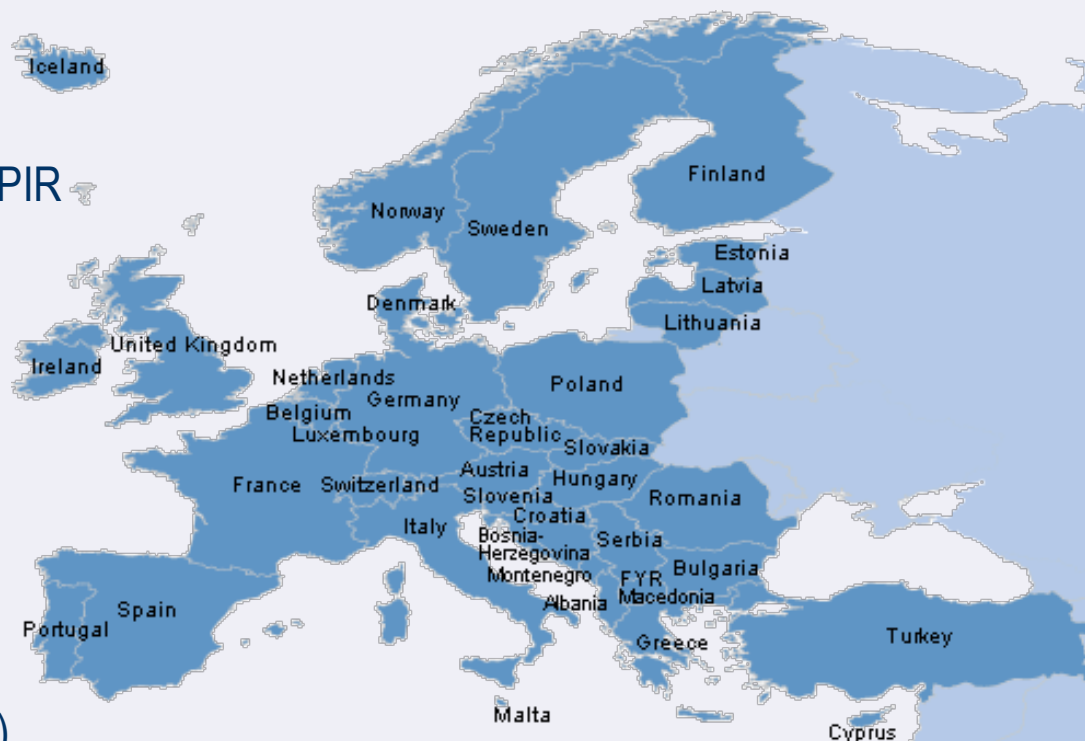 Iceland
PIR
Finland
Norway
Sweden
Estonia
Latvia
Denmark
Lithuania
United Kingdom
Ireland
Netherlands
Poland
Germany
Belgium
Czech
Republic
Luxembourg
Slovakia
Austria
Hungary
France
Switzerland
Slovenia
Romania
Croatia
Italy
Bosnia-
Herzegovina
Serbia
Montenegro
FYR
Macedonia
Bulgaria
Albania
Spain
Portugal
Greece
Turkey
Malta
)
Cyprus